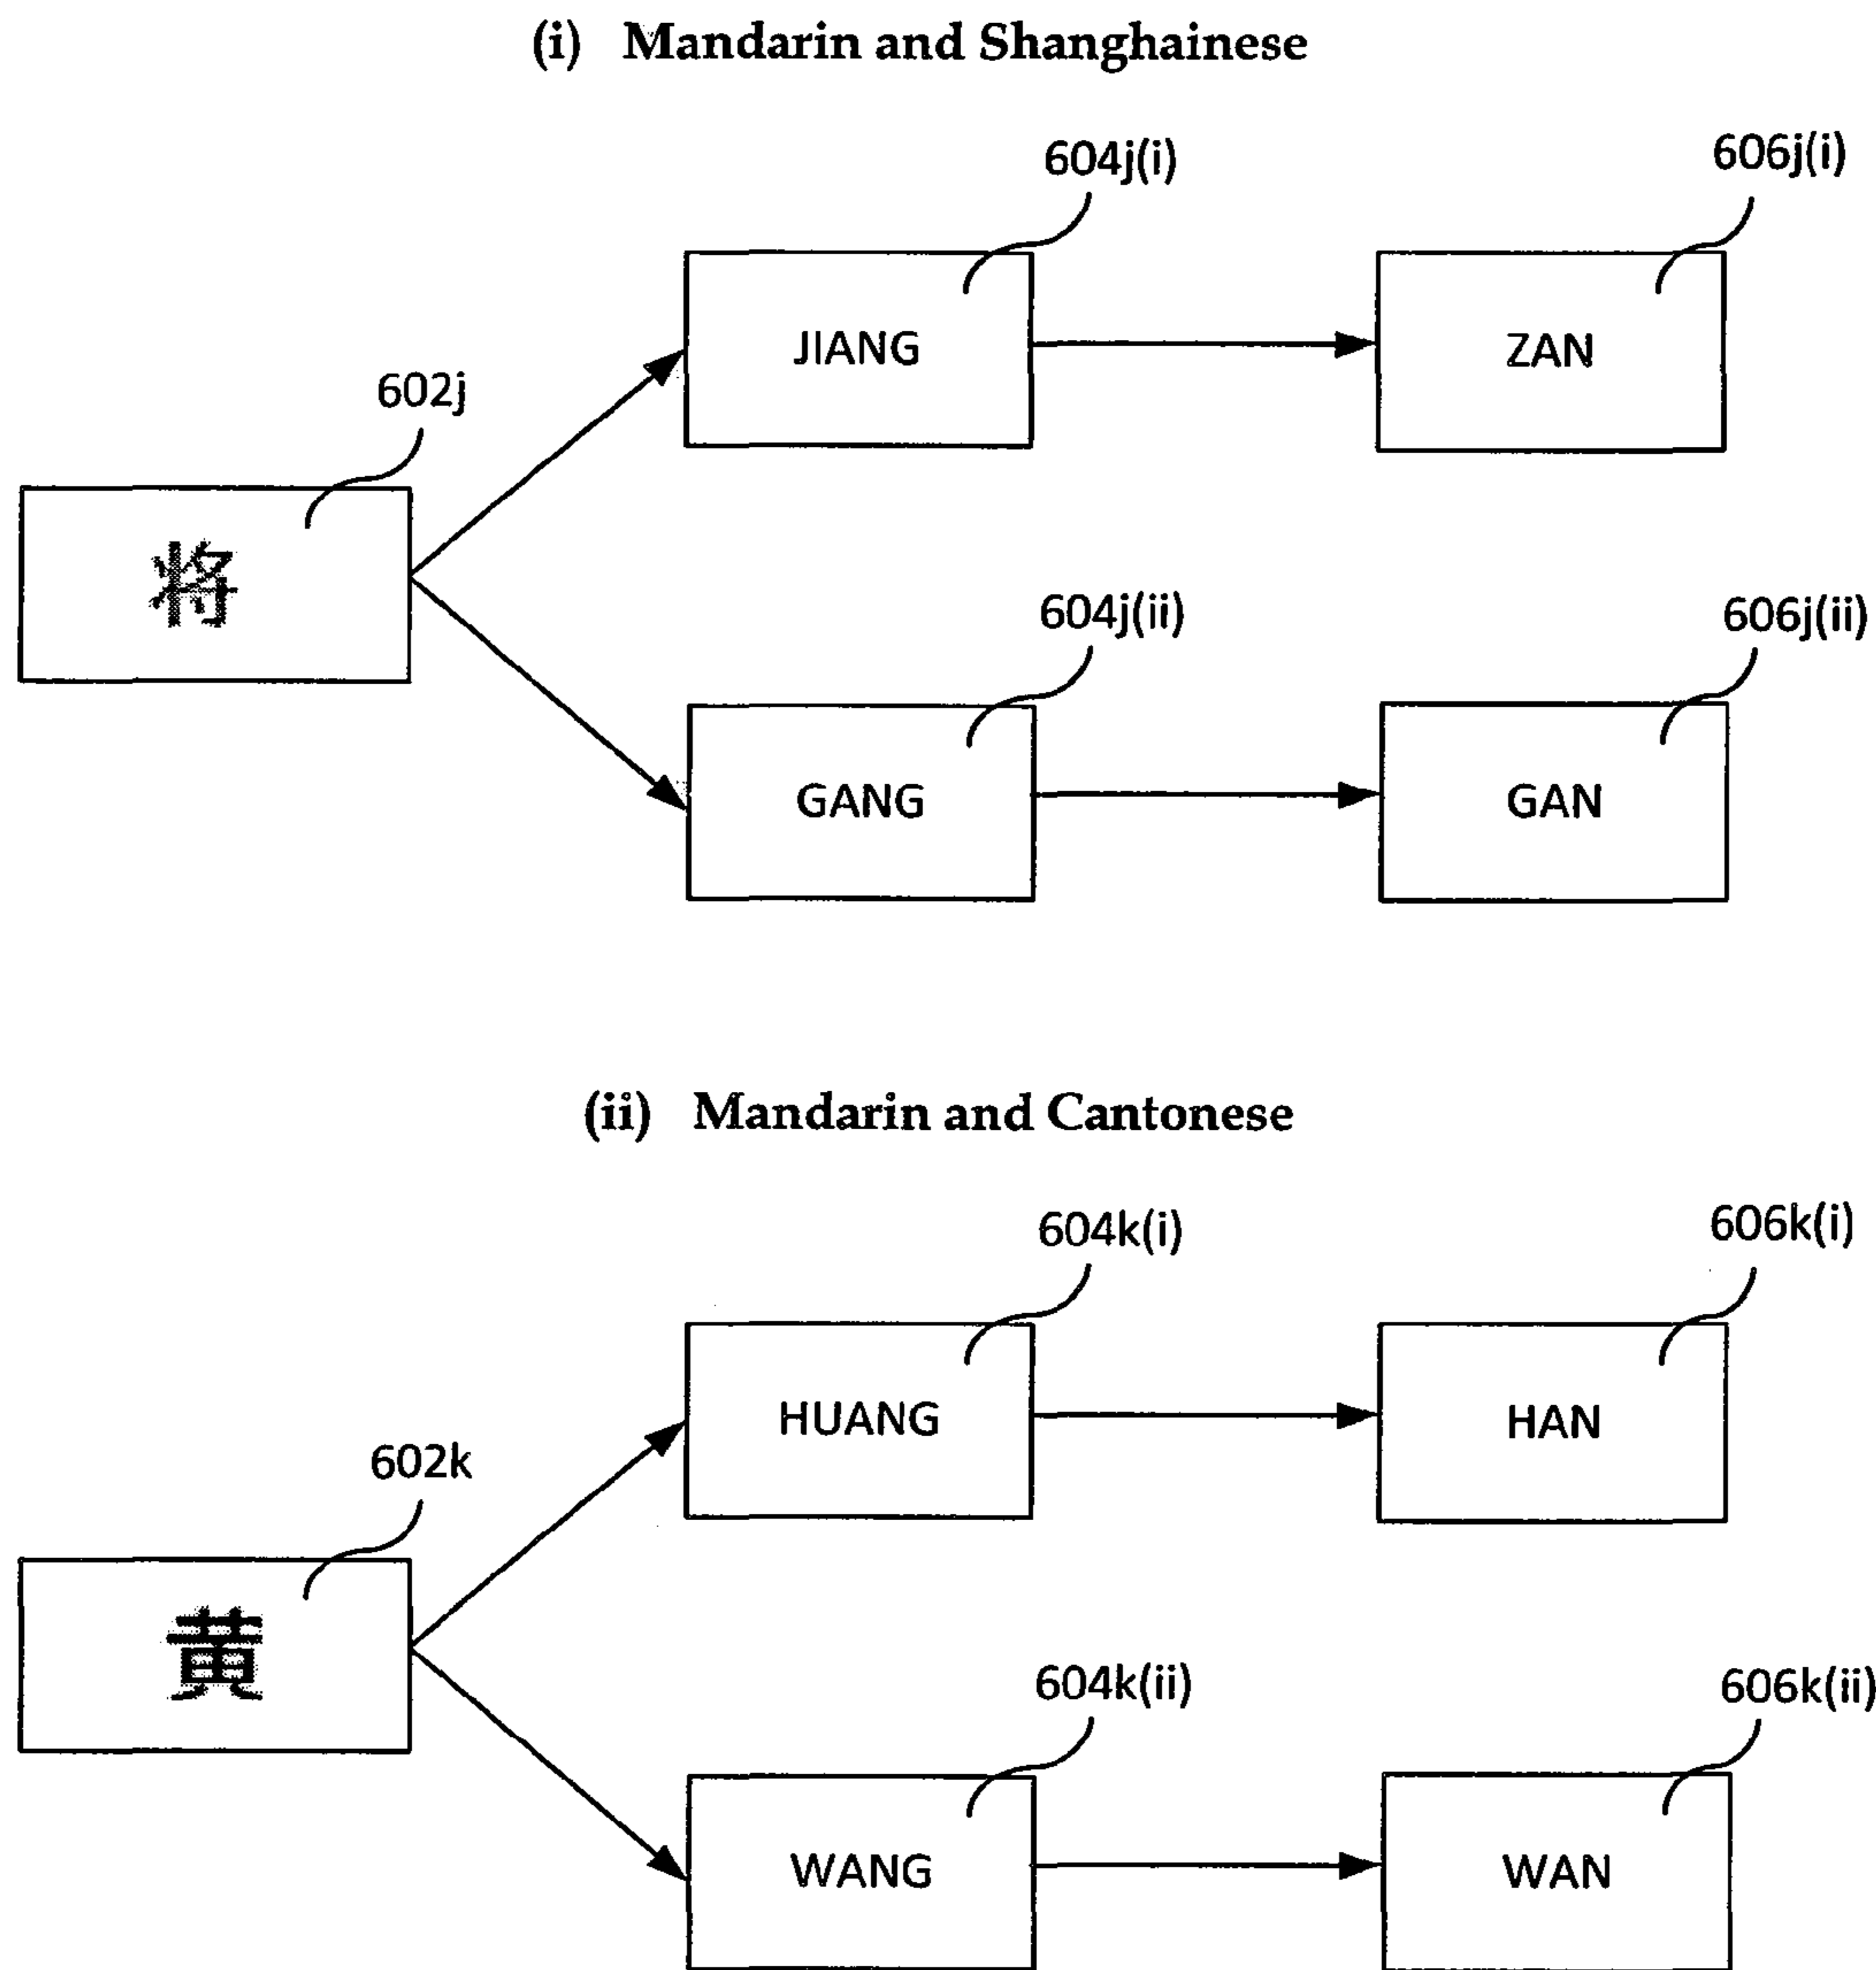 (i) Mandarin and Shanghainese
604j(i)
606j(i)
JIANG
ZAN
602j
将
604j(ii)
606j(ii)
GANG
GAN
(ii) Mandarin and Cantonese
604k(i)
606k(i)
HUANG
HAN
602k
黄
604k(ii)
606k(ii)
WANG
WAN